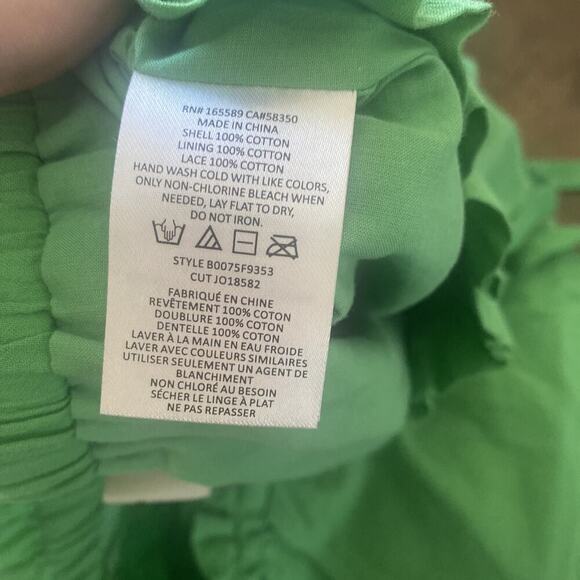 RN# 165589 CA#58350
MADE IN CHINA
SHELL 100% COTTON
LINING 100% COTTON
LACE 100% COTTON
HAND WASH COLD WITH LIKE COLORS,
ONLY NON-CHLORINE BLEACH WHEN
NEEDED, LAY FLAT TO DRY,
DO NOT IRON.
STYLE B0075F9353
CUT JO18582
FABRIQUÉ EN CHINE
REVÊTEMENT 100% COTON
DOUBLURE 100% COTON
DENTELLE 100% COTON
LAVER À LA MAIN EN EAU FROIDE
LAVER AVEC COULEURS SIMILAIRES
UTILISER SEULEMENT UN AGENT DE
BLANCHIMENT
NON CHLORÉ AU BESOIN
SÉCHER LE LINGE À PLAT
NE PAS REPASSER